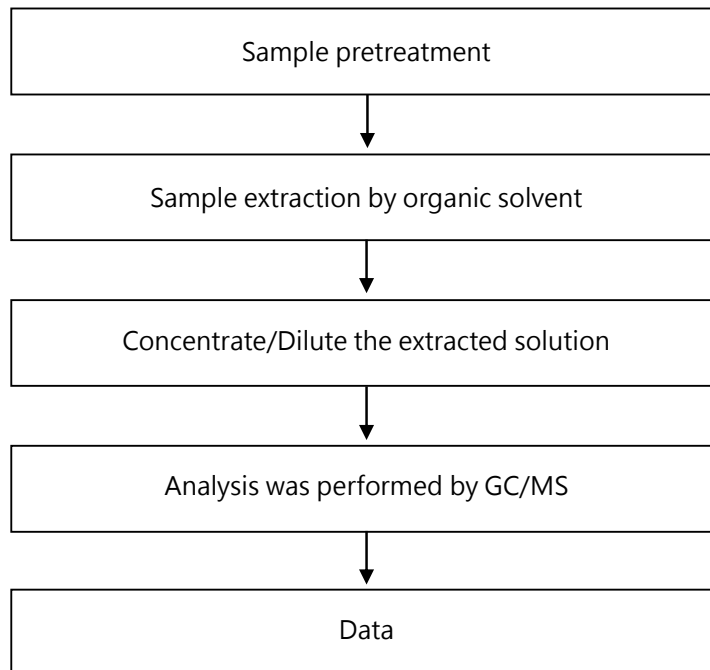 Sample pretreatment
Sample extraction by organic solvent
Concentrate/Dilute the extracted solution
Analysis was performed by GC/MS
Data